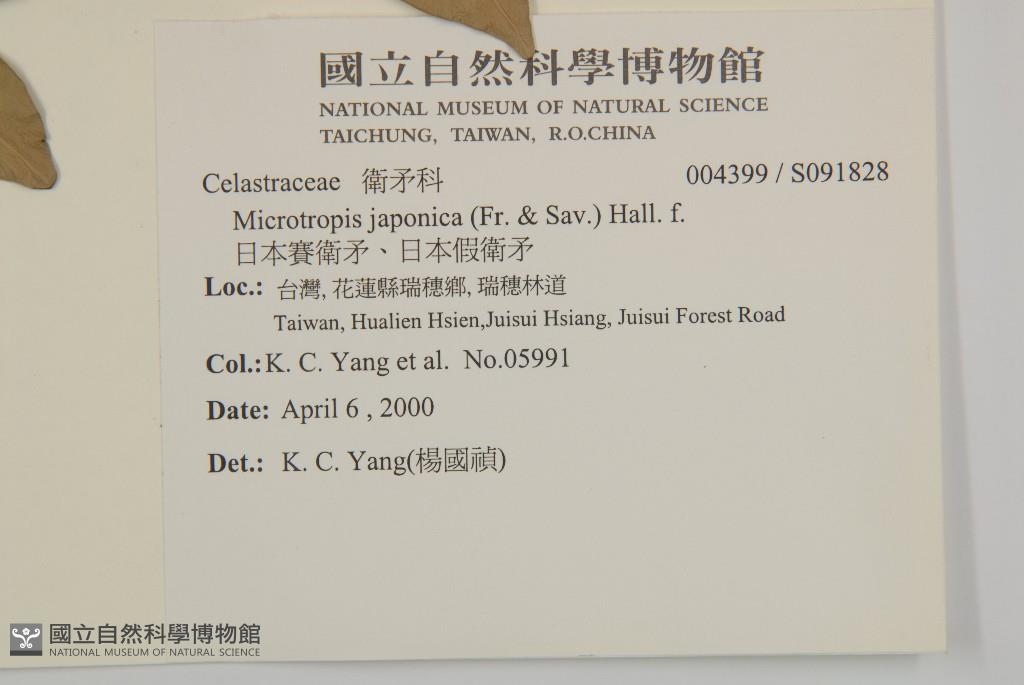 國立自然科學博物館
NATIONAL MUSEUM OF NATURAL SCIENCE
TAICHUNG, TAIWAN, R.O.CHINA
Celastraceae 衛矛科 004399 / S091828
Microtropis japonica (Fr. & Sav.) Hall. f.
日本賽衛矛、日本假衛矛
Loc.: 台灣, 花蓮縣瑞穗鄉, 瑞穗林道
Taiwan, Hualien Hsien,Juisui Hsiang, Juisui Forest Road
Col.:K. C. Yang et al. No.05991
Date: April 6 , 2000
Det.: K. C. Yang(楊國禎)
國立自然科學博物館
NATIONAL MUSEUM OF NATURAL SCIENCE